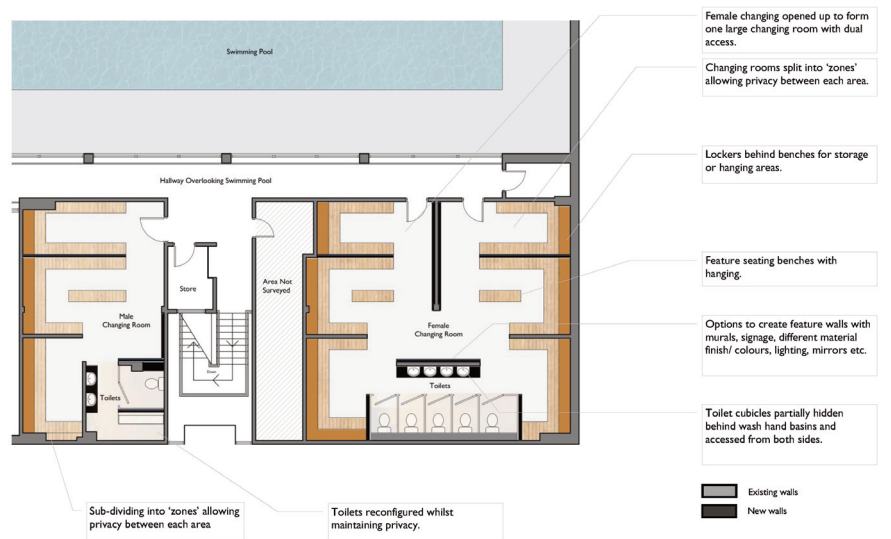 Swimming Pool
Hallway Overlooking Swimming Pool
Male
Changing Room
Store
Area Not
Surveyed
Down
Toilets
Female
Changing Room
Toilets
Female changing opened up to form
one large changing room with dual
access.
Changing rooms split into ‘zones’
allowing privacy between each area.
Lockers behind benches for storage
or hanging areas.
Feature seating benches with
hanging.
Options to create feature walls with
murals, signage, different material
finish/ colours, lighting, mirrors etc.
Toilet cubicles partially hidden
behind wash hand basins and
accessed from both sides.
Existing walls
New walls
Sub-dividing into ‘zones’ allowing
privacy between each area
Toilets reconfigured whilst
maintaining privacy.